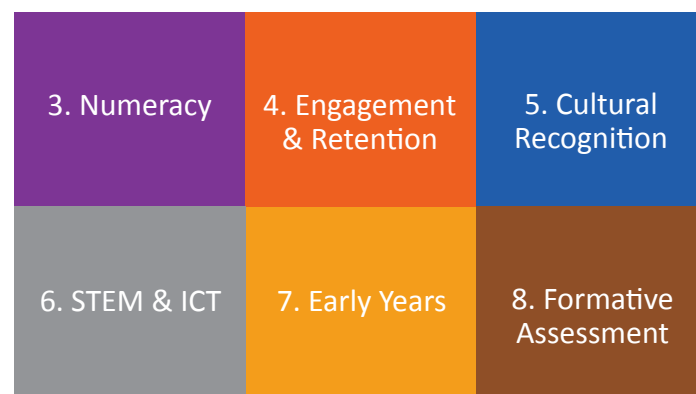 3. Numeracy
4. Engagement
& Retention
5. Cultural
Recognition
6. STEM & ICT
7. Early Years
8. Formative
Assessment